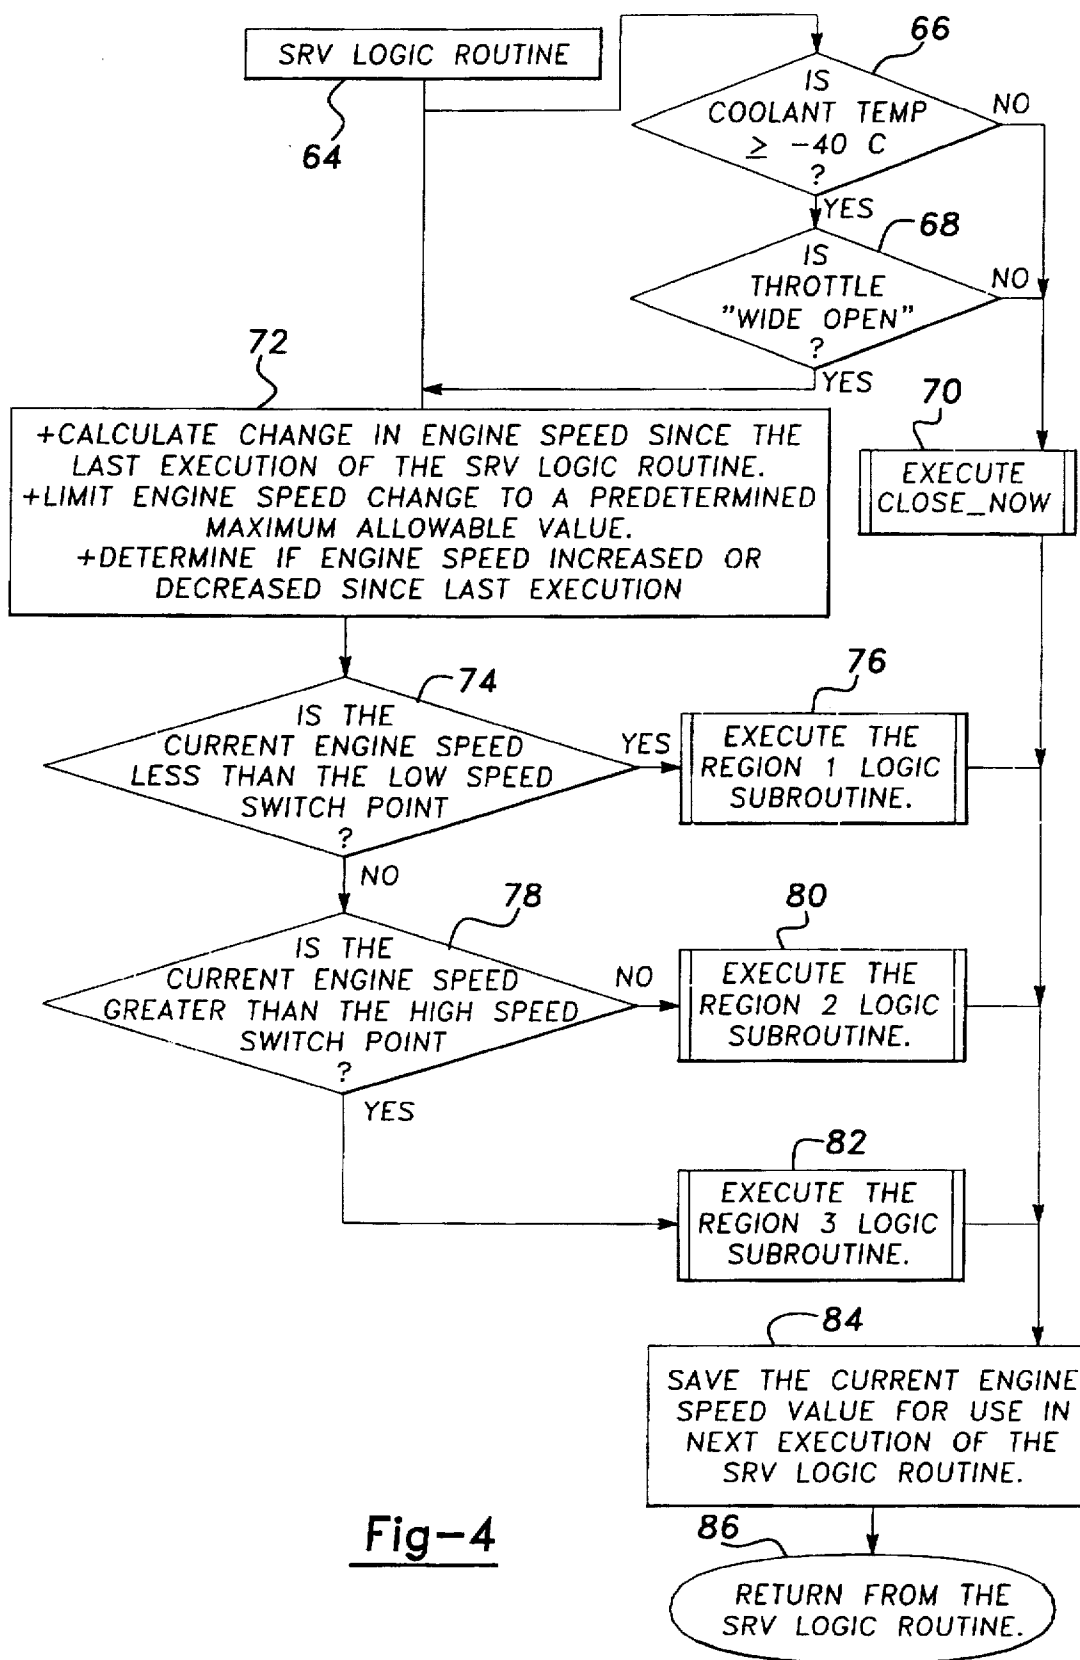 SRV LOGIC ROUTINE
64
66
IS
COOLANT TEMP
≥ -40 C
?
NO
YES
68
IS
THROTTLE
"WIDE OPEN"
?
NO
YES
70
EXECUTE
CLOSE_NOW
72
+CALCULATE CHANGE IN ENGINE SPEED SINCE THE
LAST EXECUTION OF THE SRV LOGIC ROUTINE.
+LIMIT ENGINE SPEED CHANGE TO A PREDETERMINED
MAXIMUM ALLOWABLE VALUE.
+DETERMINE IF ENGINE SPEED INCREASED OR
DECREASED SINCE LAST EXECUTION
74
IS THE
CURRENT ENGINE SPEED
LESS THAN THE LOW SPEED
SWITCH POINT
?
YES
NO
76
EXECUTE THE
REGION 1 LOGIC
SUBROUTINE.
78
IS THE
CURRENT ENGINE SPEED
GREATER THAN THE HIGH SPEED
SWITCH POINT
?
NO
YES
80
EXECUTE THE
REGION 2 LOGIC
SUBROUTINE.
82
EXECUTE THE
REGION 3 LOGIC
SUBROUTINE.
84
SAVE THE CURRENT ENGINE
SPEED VALUE FOR USE IN
NEXT EXECUTION OF THE
SRV LOGIC ROUTINE.
86
RETURN FROM THE
SRV LOGIC ROUTINE.
Fig-4